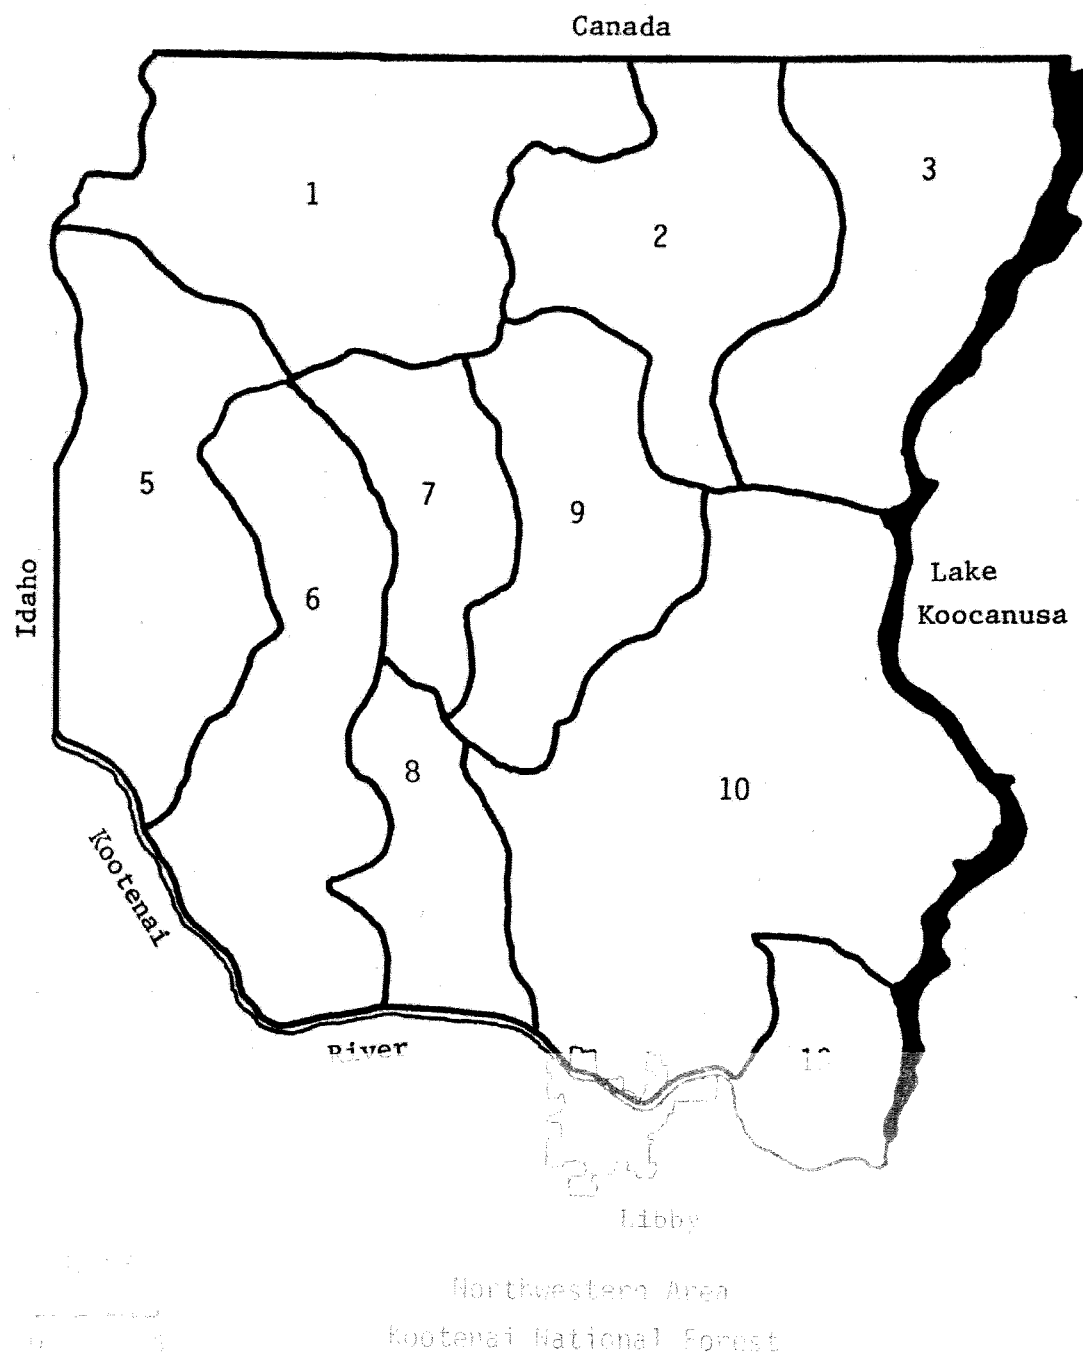 Canada
1
2
3
5
6
7
9
Idaho
Lake
Koocanusa
8
10
Kootenai
River
Libby
Northwestern Area
Kootenai National Forest